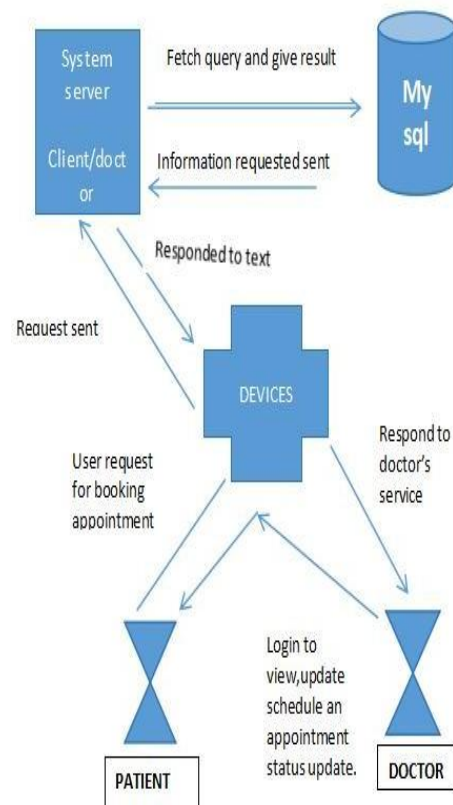 System
server
Client/doct
or
Fetch query and give result
My
sql
Information requested sent
Responded to text
Request sent
DEVICES
User request
for booking
appointment
Respond to
doctor's
service
Login to
view,update
schedule an
appointment
status update.
PATIENT
DOCTOR